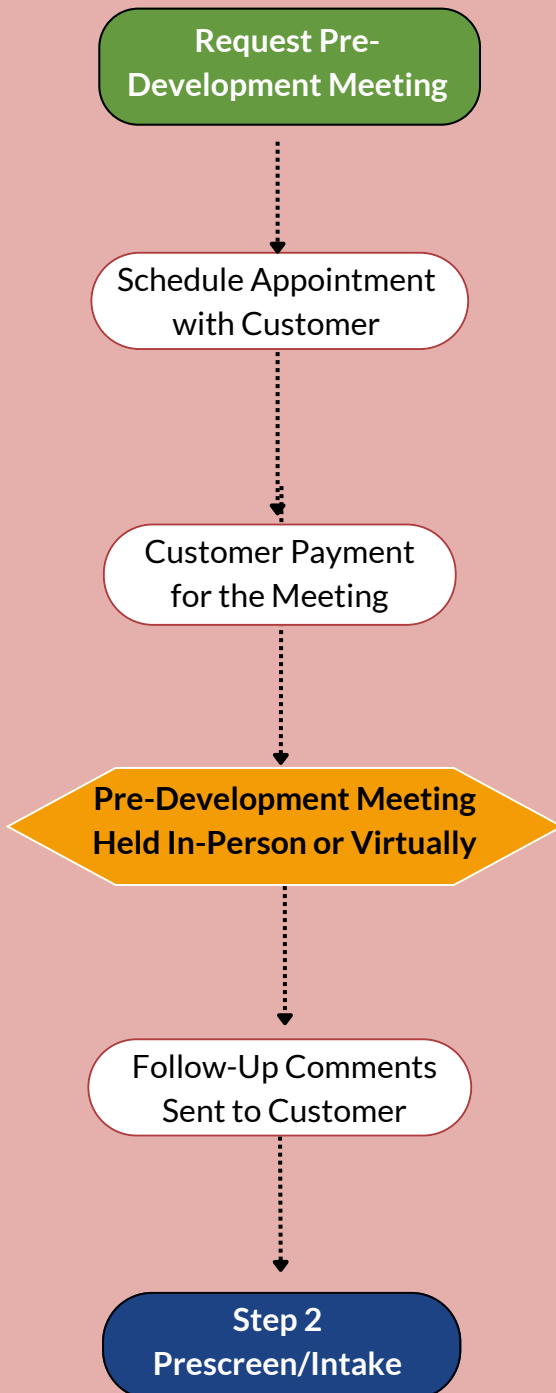 Request Pre-
Development Meeting
Schedule Appointment
with Customer
Customer Payment
for the Meeting
Pre-Development Meeting
Held In-Person or Virtually
Follow-Up Comments
Sent to Customer
Step 2
Prescreen/Intake